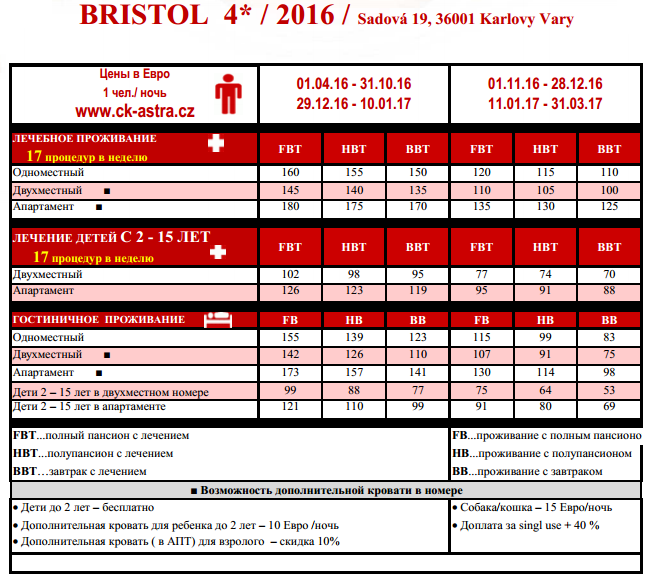 BRISTOL 4* / 2016 / Sadová 19, 36001 Karlovy Vary
Цены в Евро
1 чел./ ночь
www.ck-astra.cz
01.04.16 - 31.10.16
29.12.16 - 10.01.17
01.11.16 - 28.12.16
11.01.17 - 31.03.17
ЛЕЧЕБНОЕ ПРОЖИВАНИЕ
17 процедур в неделю
FBT HBT BBT FBT HBT BBT
Одноместный 160 155 150 120 115 110
Двухместный ■ 145 140 135 110 105 100
Апартамент ■ 180 175 170 135 130 125
ЛЕЧЕНИЕ ДЕТЕЙ С 2 - 15 ЛЕТ
17 процедур в неделю
FBT HBT BBT FBT HBT BBT
Двухместный 102 98 95 77 74 70
Апартамент 126 123 119 95 91 88
ГОСТИНИЧНОЕ ПРОЖИВАНИЕ FB HB BB FB HB BB
Одноместный 155 139 123 115 99 83
Двухместный ■ 142 126 110 107 91 75
Апартамент ■ 173 157 141 130 114 98
Дети 2 – 15 лет в двухместном номере 99 88 77 75 64 53
Дети 2 – 15 лет в апартаменте 121 110 99 91 80 69
FBT...полный пансион с лечением FB...проживание с полным пансионо
HBT...полупансион с лечением HB...проживание с полупансионом
BBT...завтрак с лечением BB...проживание с завтраком
■ Возможность дополнительной кровати в номере
• Дети до 2 лет – бесплатно • Собака/кошка – 15 Евро/ночь
• Дополнительная кровать для ребенка до 2 лет – 10 Евро /ночь • Доплата за singl use + 40 %
• Дополнительная кровать ( в АПТ) для взролого – скидка 10%